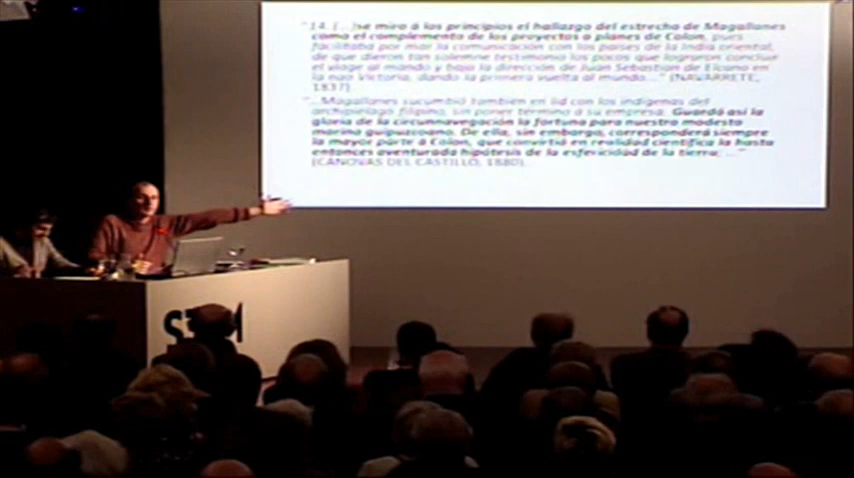 "14. (...)se miró á los principios el hallazgo del estrecho de Magallanes
como el complemento de los proyectos ó planes de Colon, pues
facilitaba por mar la comunicación con los países de la India oriental,
de que dieron tan solemne testimonio los pocos que lograron concluir
el viage al mando y bajo la dirección de Juan Sebastian de Elcano en
la nao Victoria, dando la primera vuelta al mundo..." (NAVARRETE,
1837)
"...Magallanes sucumbió también en lid con los indígenas del
archipiélago filipino, sin poner término á su empresa. Guardó así la
gloria de la circunnavegación la fortuna para nuestro modesto
marino guipuzcoano. De ella, sin embargo, corresponderá siempre
la mayor parte á Colon, que convirtió en realidad científica la hasta
entonces aventurada hipótesis de la esfericidad de la tierra, ..."
(CANOVAS DEL CASTILLO, 1880).